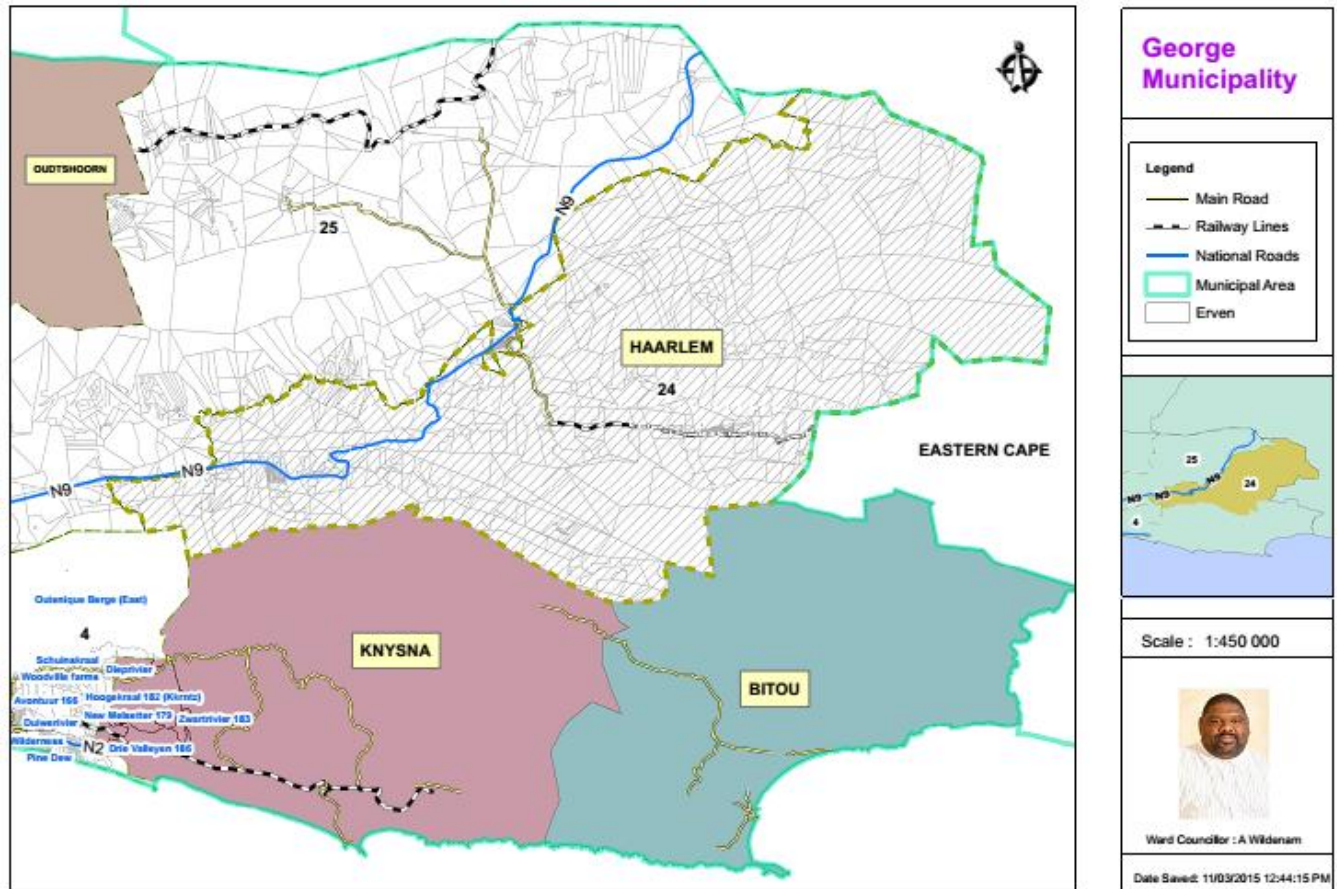 George
Municipality
Legend
Main Road
Railway Lines
National Roads
Municipal Area
Erven
OUDTSHOORN
25
N9
HAARLEM
24
EASTERN CAPE
N9
N9
Outenique Berge (East)
4
KNYSNA
BITOU
Schuinskraal
Dieprivier
Woodville farms
Hoogekraal 182 (Kkrntz)
Avontuur 166
New Melsetter 179
Zwartrivier 183
Duiwerivier
Wilderness
N2
Drie Valleyen 186
Pine Dew
25
24
N9
N9
N9
4
Scale : 1:450 000
Ward Councillor : A Wildenam
Date Saved: 11/03/2015 12:44:15 PM